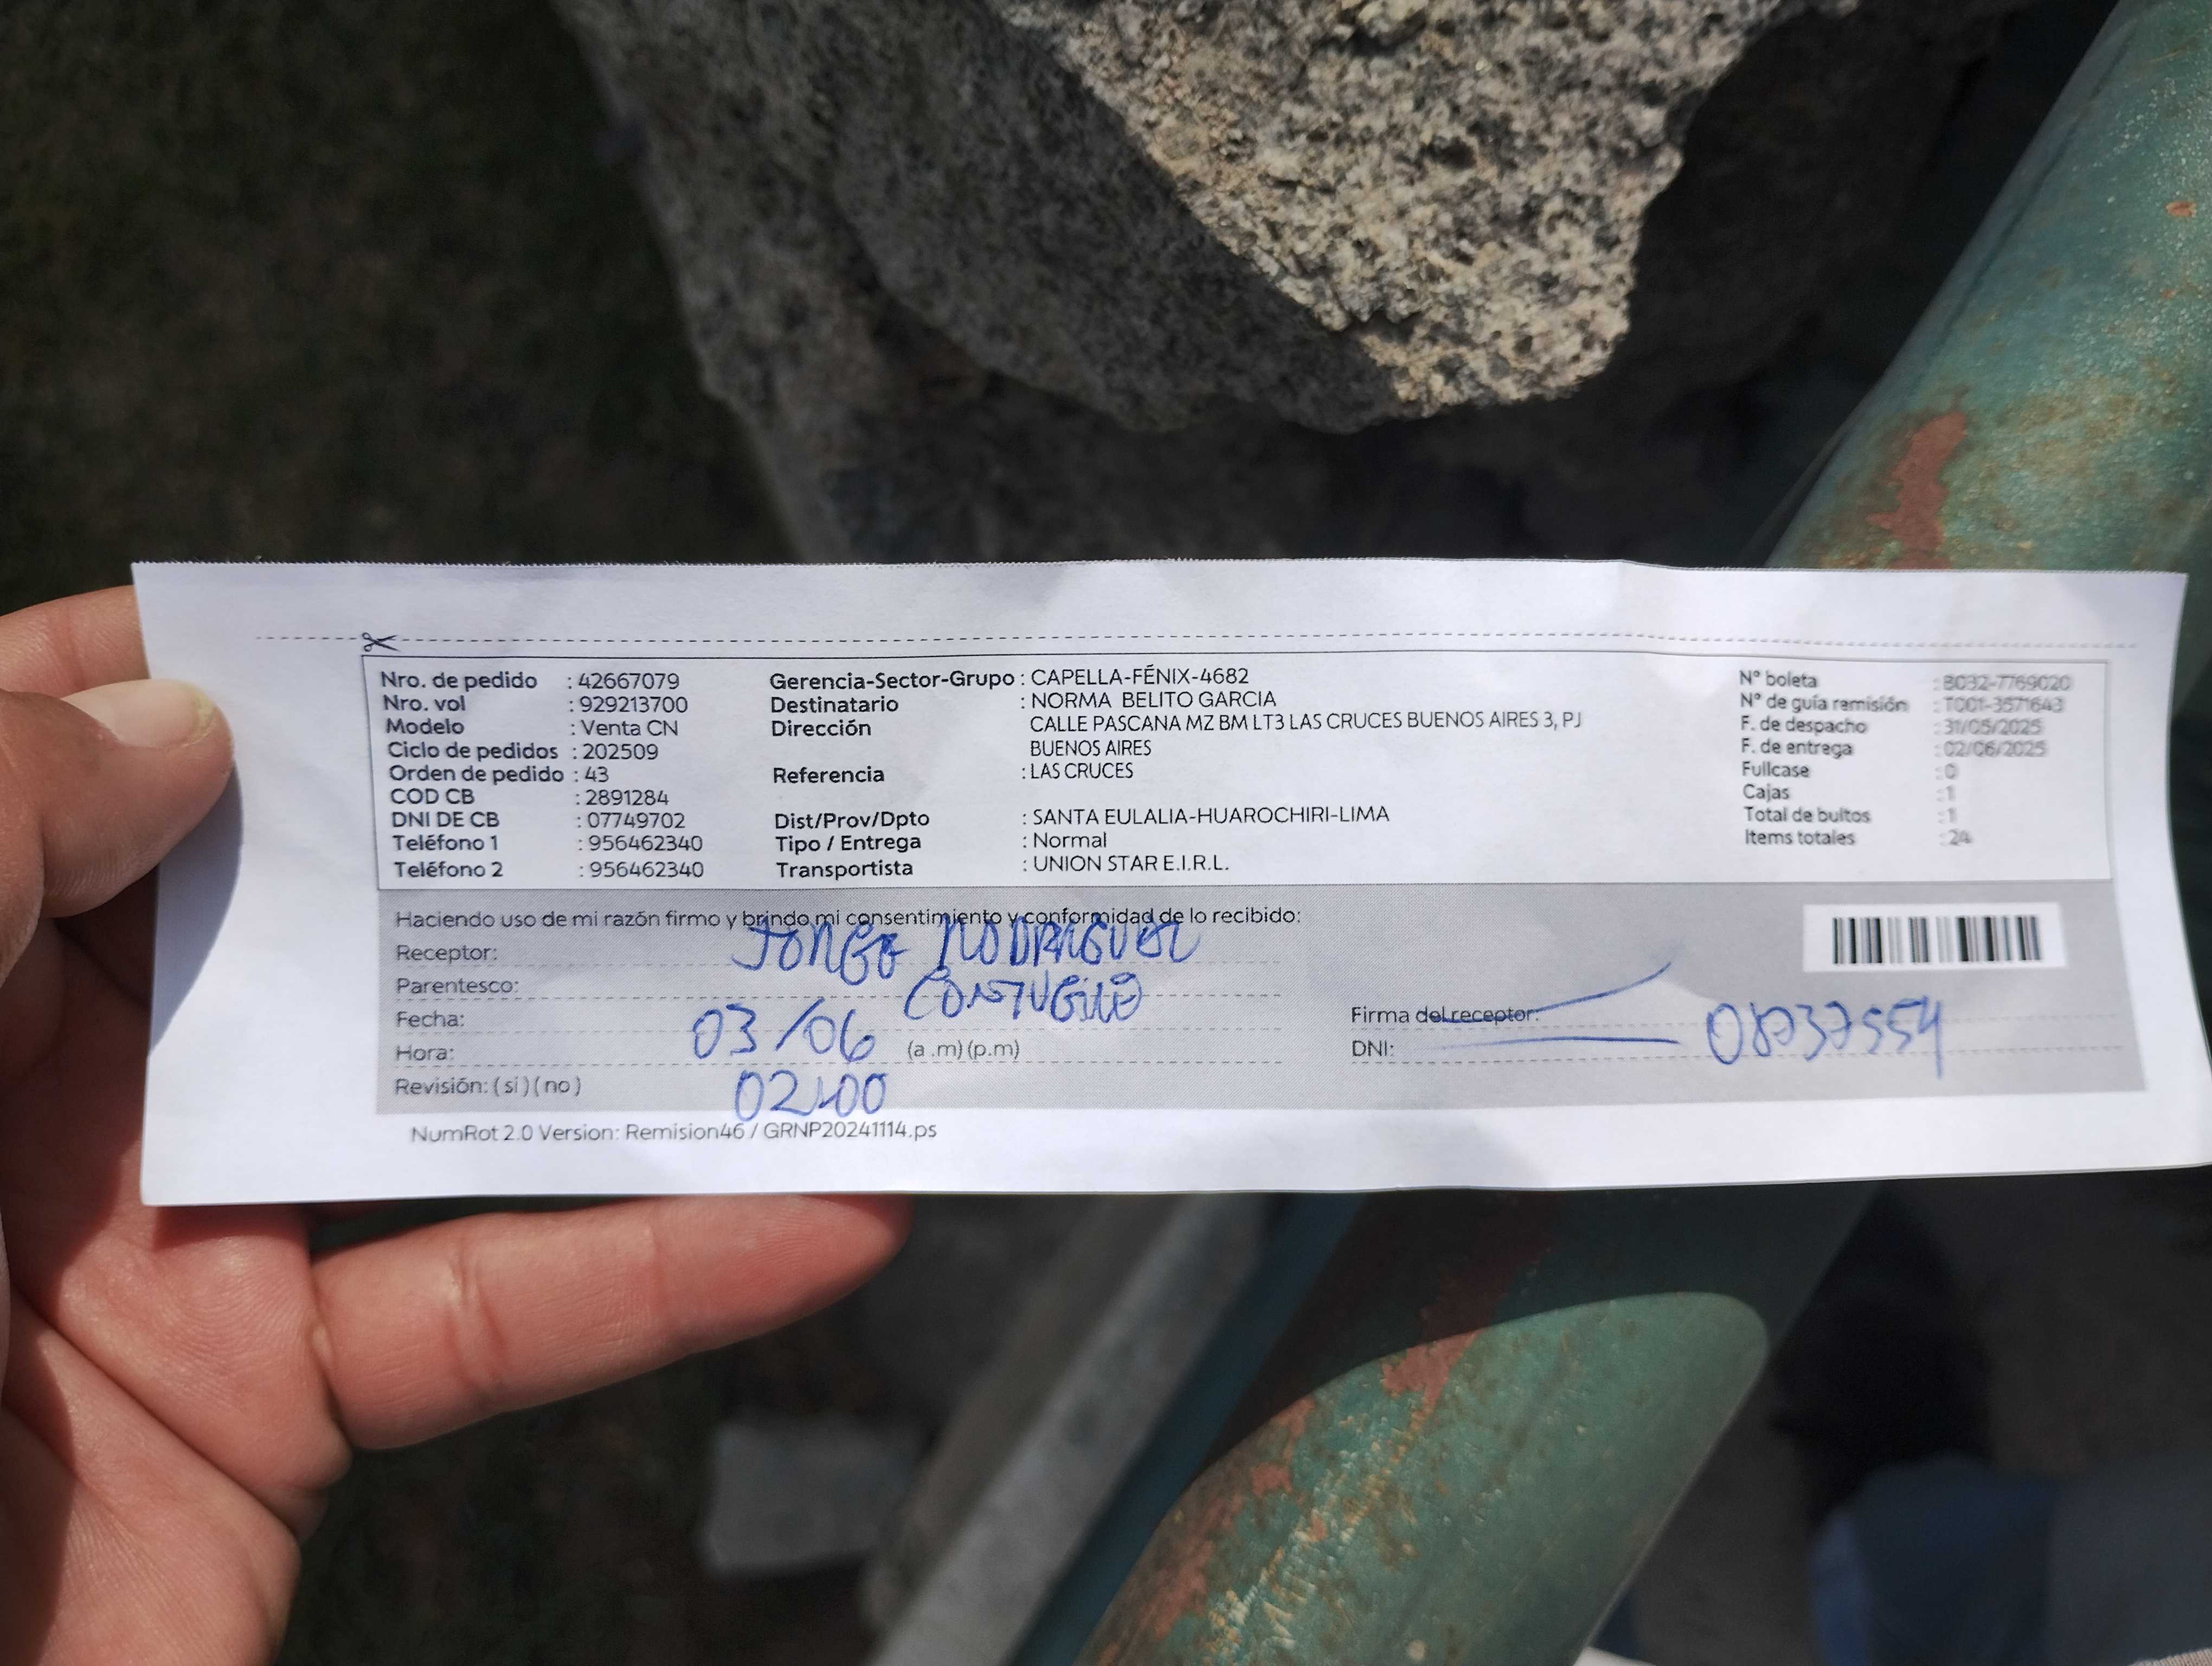 Nro. de pedido : 42667079 Gerencia-Sector-Grupo : CAPELLA-FÉNIX-4682 N° boleta : B032-7769020
Nro. vol : 929213700 Destinatario : NORMA BELITO GARCIA N° de guía remisión : T001-3571643
Modelo : Venta CN Dirección CALLE PASCANA MZ BM LT3 LAS CRUCES BUENOS AIRES 3, PJ F. de despacho : 31/05/2025
Ciclo de pedidos : 202509 BUENOS AIRES F. de entrega : 02/06/2025
Orden de pedido : 43 Referencia : LAS CRUCES Fullcase : 0
COD CB : 2891284 Cajas : 1
DNI DE CB : 07749702 Dist/Prov/Dpto : SANTA EULALIA-HUAROCHIRI-LIMA Total de bultos : 1
Teléfono 1 : 956462340 Tipo / Entrega : Normal Items totales : 24
Teléfono 2 : 956462340 Transportista : UNION STAR E.I.R.L.
Haciendo uso de mi razón firmo y brindo mi consentimiento y conformidad de lo recibido:
Receptor: JORGE RODRIGUEZ
Parentesco:
Fecha: 03/06 Firma del receptor:
Hora: (a.m)(p.m) DNI:
Revisión: (si)(no) 02:00
NumRot 2.0 Version: Remision46 / GRNP20241114.ps